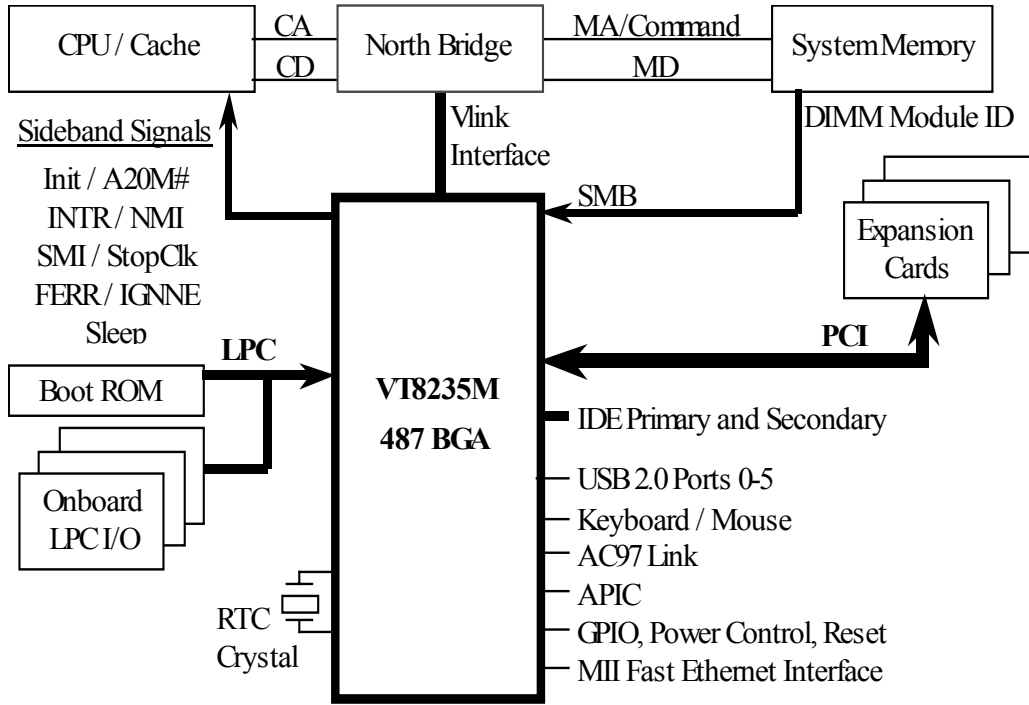 CPU / Cache
CA
CD
North Bridge
MA/Command
MD
System Memory
Sideband Signals
Init / A20M#
INTR / NMI
SMI / StopClk
FERR / IGNNE
Sleep
Vlink
Interface
DIMM Module ID
SMB
Expansion
Cards
PCI
LPC
Boot ROM
Onboard
LPC I/O
RTC
Crystal
VT8235M
487 BGA
IDE Primary and Secondary
USB 2.0 Ports 0-5
Keyboard / Mouse
AC97 Link
APIC
GPIO, Power Control, Reset
MII Fast Ethernet Interface